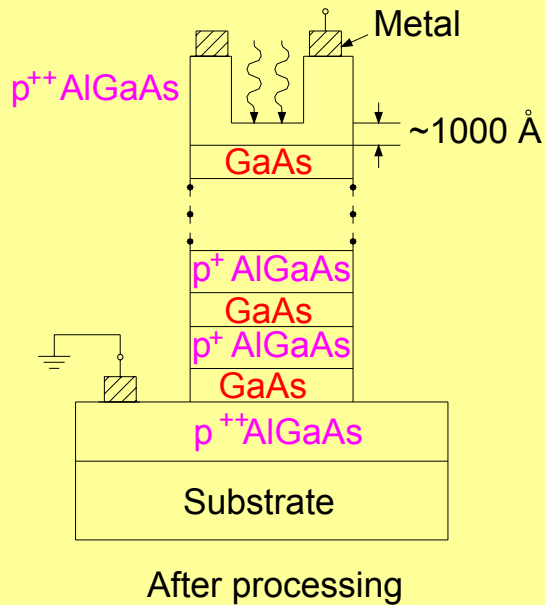 Metal
p++ AlGaAs
~1000 Å
GaAs
p+ AlGaAs
GaAs
p+ AlGaAs
GaAs
p++AlGaAs
Substrate
After processing